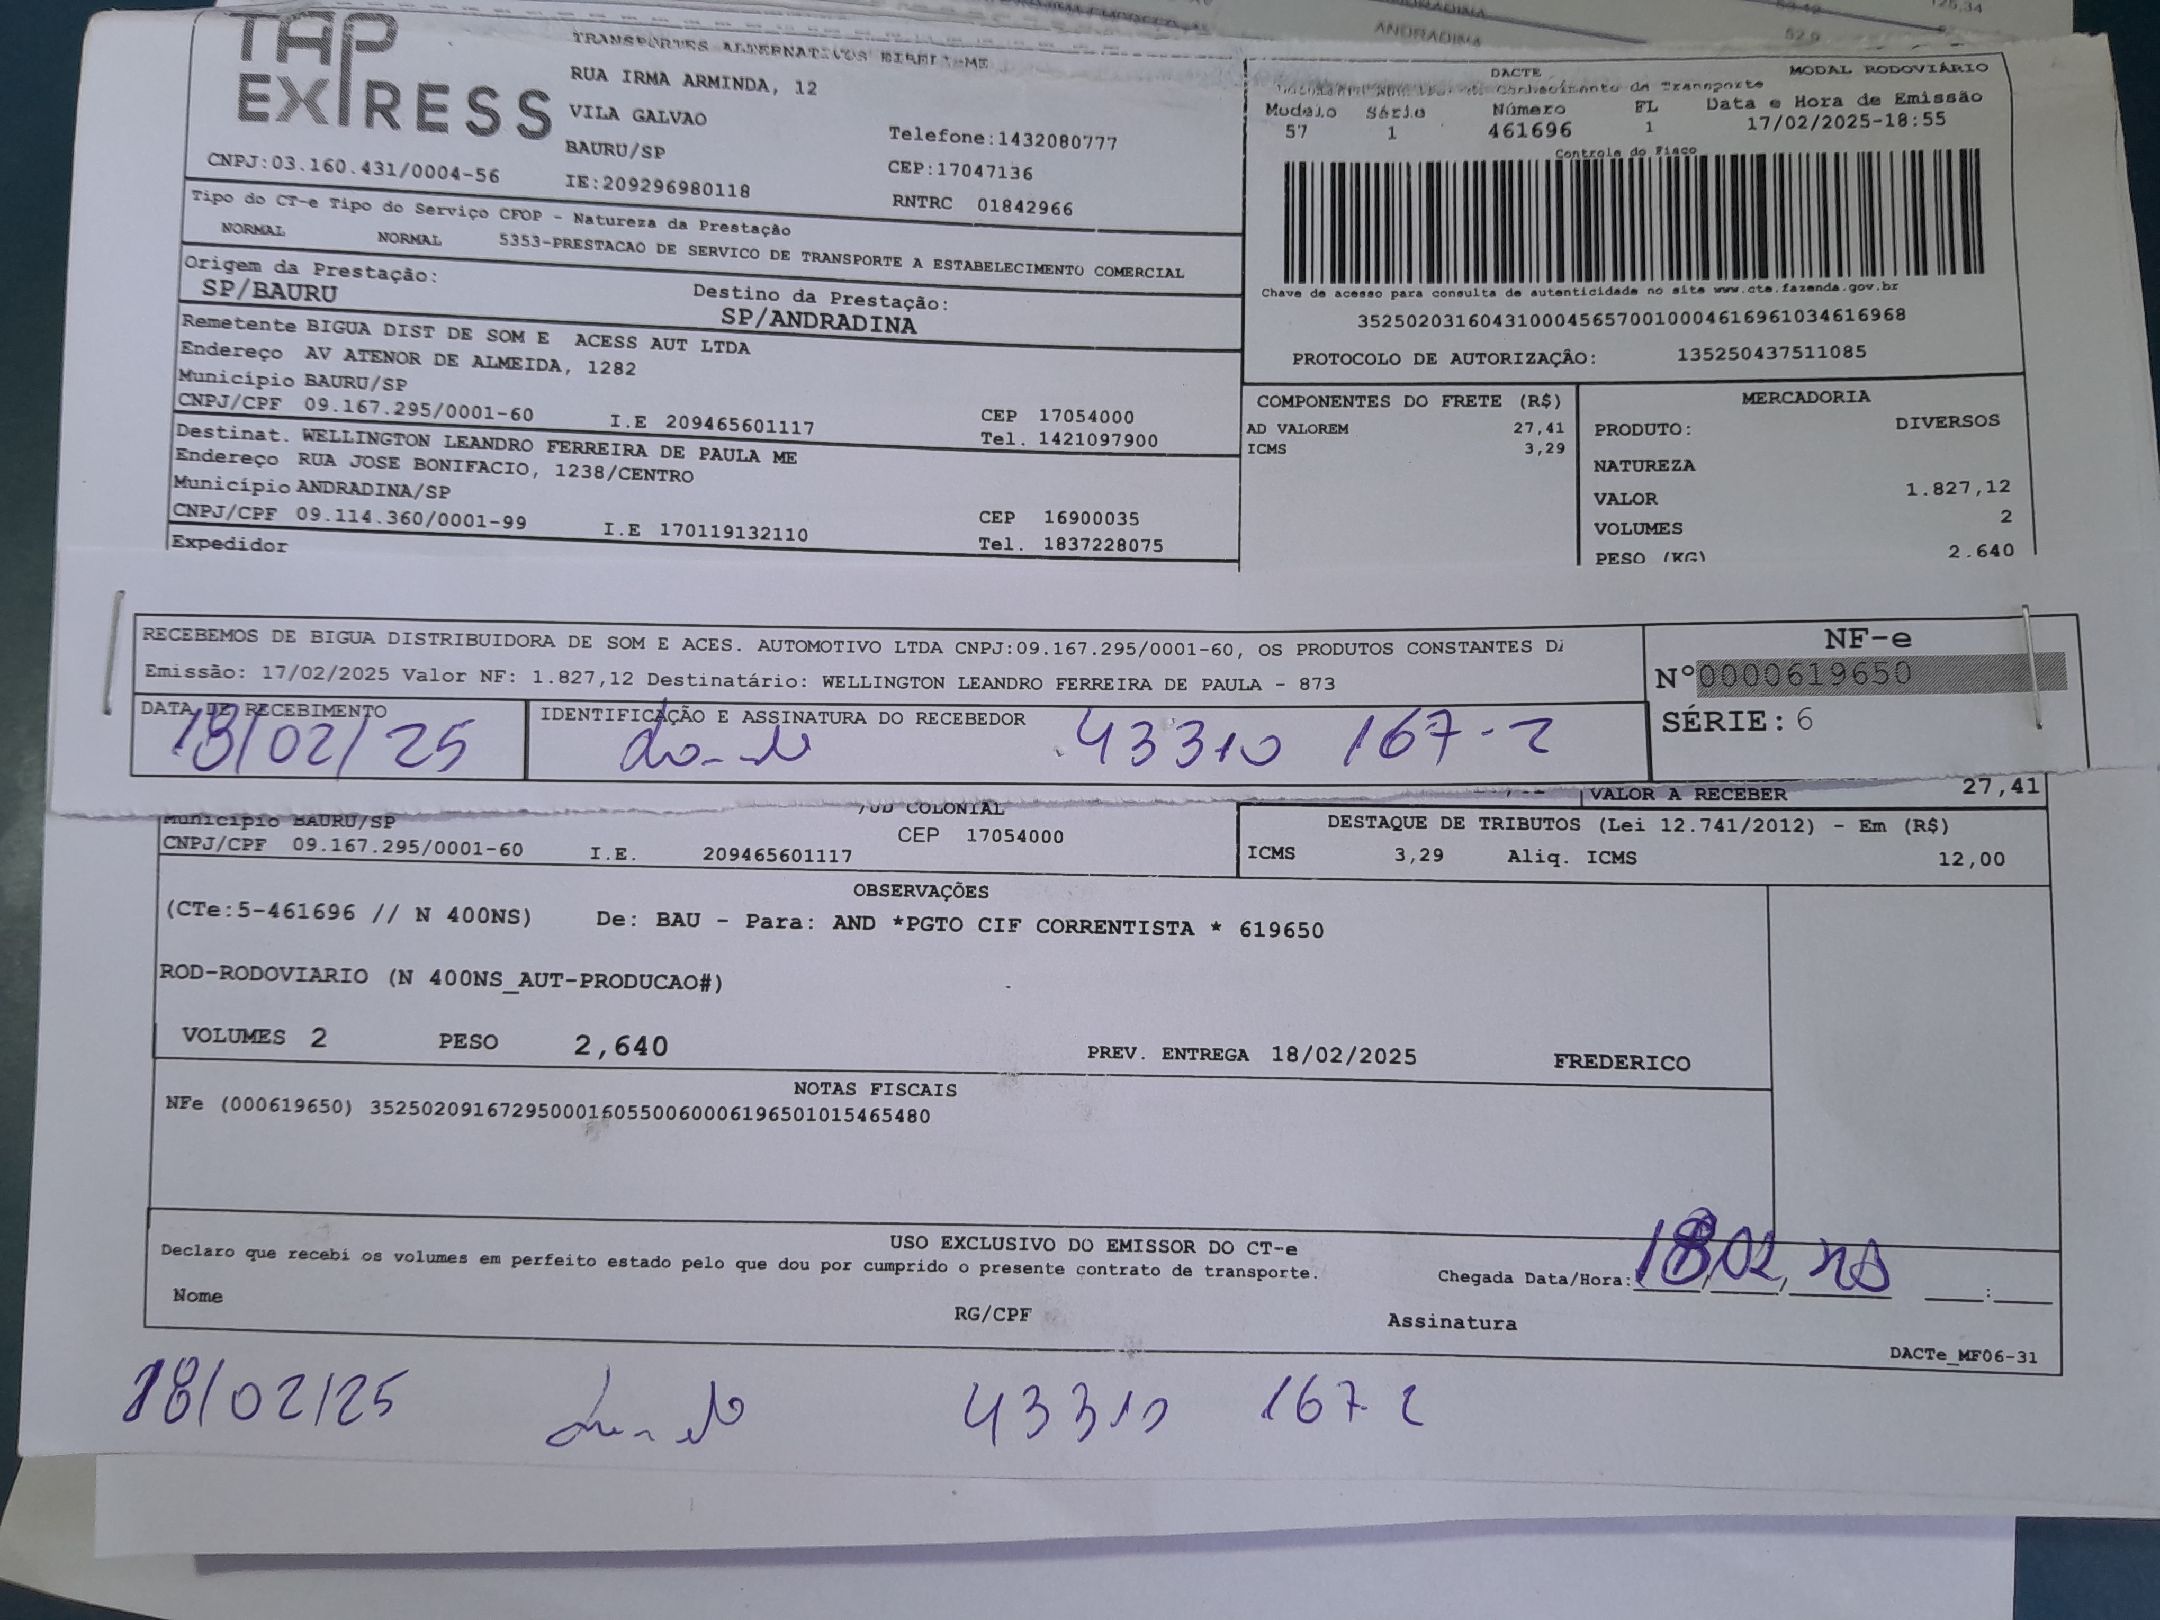 ANDRADINA
52,9
TAP
EXPRESS
TRANSPORTES ALTERNATIVOS
RUA IRMA ARMINDA, 12
VILA GALVAO
BAURU/SP
Telefone:1432080777
CEP:17047136
CNPJ:03.160.431/0004-56
IE:209296980118
RNTRC 01842966
DACTE
MODAL RODOVIÁRIO
Conhecimento de Transporte
Modelo Série Número FL Data e Hora de Emissão
57 1 461696 1 17/02/2025-18:55
Controle do Fisco
Chave de acesso para consulta de autenticidade no site www.cte.fazenda.gov.br
35250203160431000456570010004616961034616968
PROTOCOLO DE AUTORIZAÇÃO: 135250437511085
Tipo do CT-e Tipo do Serviço CFOP - Natureza da Prestação
NORMAL NORMAL 5353-PRESTACAO DE SERVICO DE TRANSPORTE A ESTABELECIMENTO COMERCIAL
Origem da Prestação:
SP/BAURU
Destino da Prestação:
SP/ANDRADINA
Remetente BIGUA DIST DE SOM E ACESS AUT LTDA
Endereço AV ATENOR DE ALMEIDA, 1282
Município BAURU/SP
CNPJ/CPF 09.167.295/0001-60 I.E 209465601117
CEP 17054000
Tel. 1421097900
Destinat. WELLINGTON LEANDRO FERREIRA DE PAULA ME
Endereço RUA JOSE BONIFACIO, 1238/CENTRO
Município ANDRADINA/SP
CNPJ/CPF 09.114.360/0001-99 I.E 170119132110
CEP 16900035
Tel. 1837228075
Expedidor
COMPONENTES DO FRETE (R$)
AD VALOREM 27,41
ICMS 3,29
MERCADORIA
PRODUTO: DIVERSOS
NATUREZA
VALOR 1.827,12
VOLUMES 2
PESO (KG) 2.640
RECEBEMOS DE BIGUA DISTRIBUIDORA DE SOM E ACES. AUTOMOTIVO LTDA CNPJ:09.167.295/0001-60, OS PRODUTOS CONSTANTES
Emissão: 17/02/2025 Valor NF: 1.827,12 Destinatário: WELLINGTON LEANDRO FERREIRA DE PAULA - 873
DATA DE RECEBIMENTO
18/02/25
IDENTIFICAÇÃO E ASSINATURA DO RECEBEDOR
43310 167-2
NF-e
Nº0000619650
SÉRIE: 6
VALOR A RECEBER 27,41
COLONIAL
Município BAURU/SP
CEP 17054000
CNPJ/CPF 09.167.295/0001-60 I.E. 209465601117
DESTAQUE DE TRIBUTOS (Lei 12.741/2012) - Em (R$)
ICMS 3,29 Aliq. ICMS 12,00
OBSERVAÇÕES
(CTe:5-461696 // N 400NS) De: BAU - Para: AND *PGTO CIF CORRENTISTA * 619650
ROD-RODOVIARIO (N 400NS_AUT-PRODUCAO#)
VOLUMES 2 PESO 2,640 PREV. ENTREGA 18/02/2025 FREDERICO
NOTAS FISCAIS
NFe (000619650) 35250209167295000160550060006196501015465480
USO EXCLUSIVO DO EMISSOR DO CT-e
Declaro que recebi os volumes em perfeito estado pelo que dou por cumprido o presente contrato de transporte.
Chegada Data/Hora: 18/02/25 :
Nome RG/CPF Assinatura
DACTe_MF06-31
18/02/25 43310 167-2